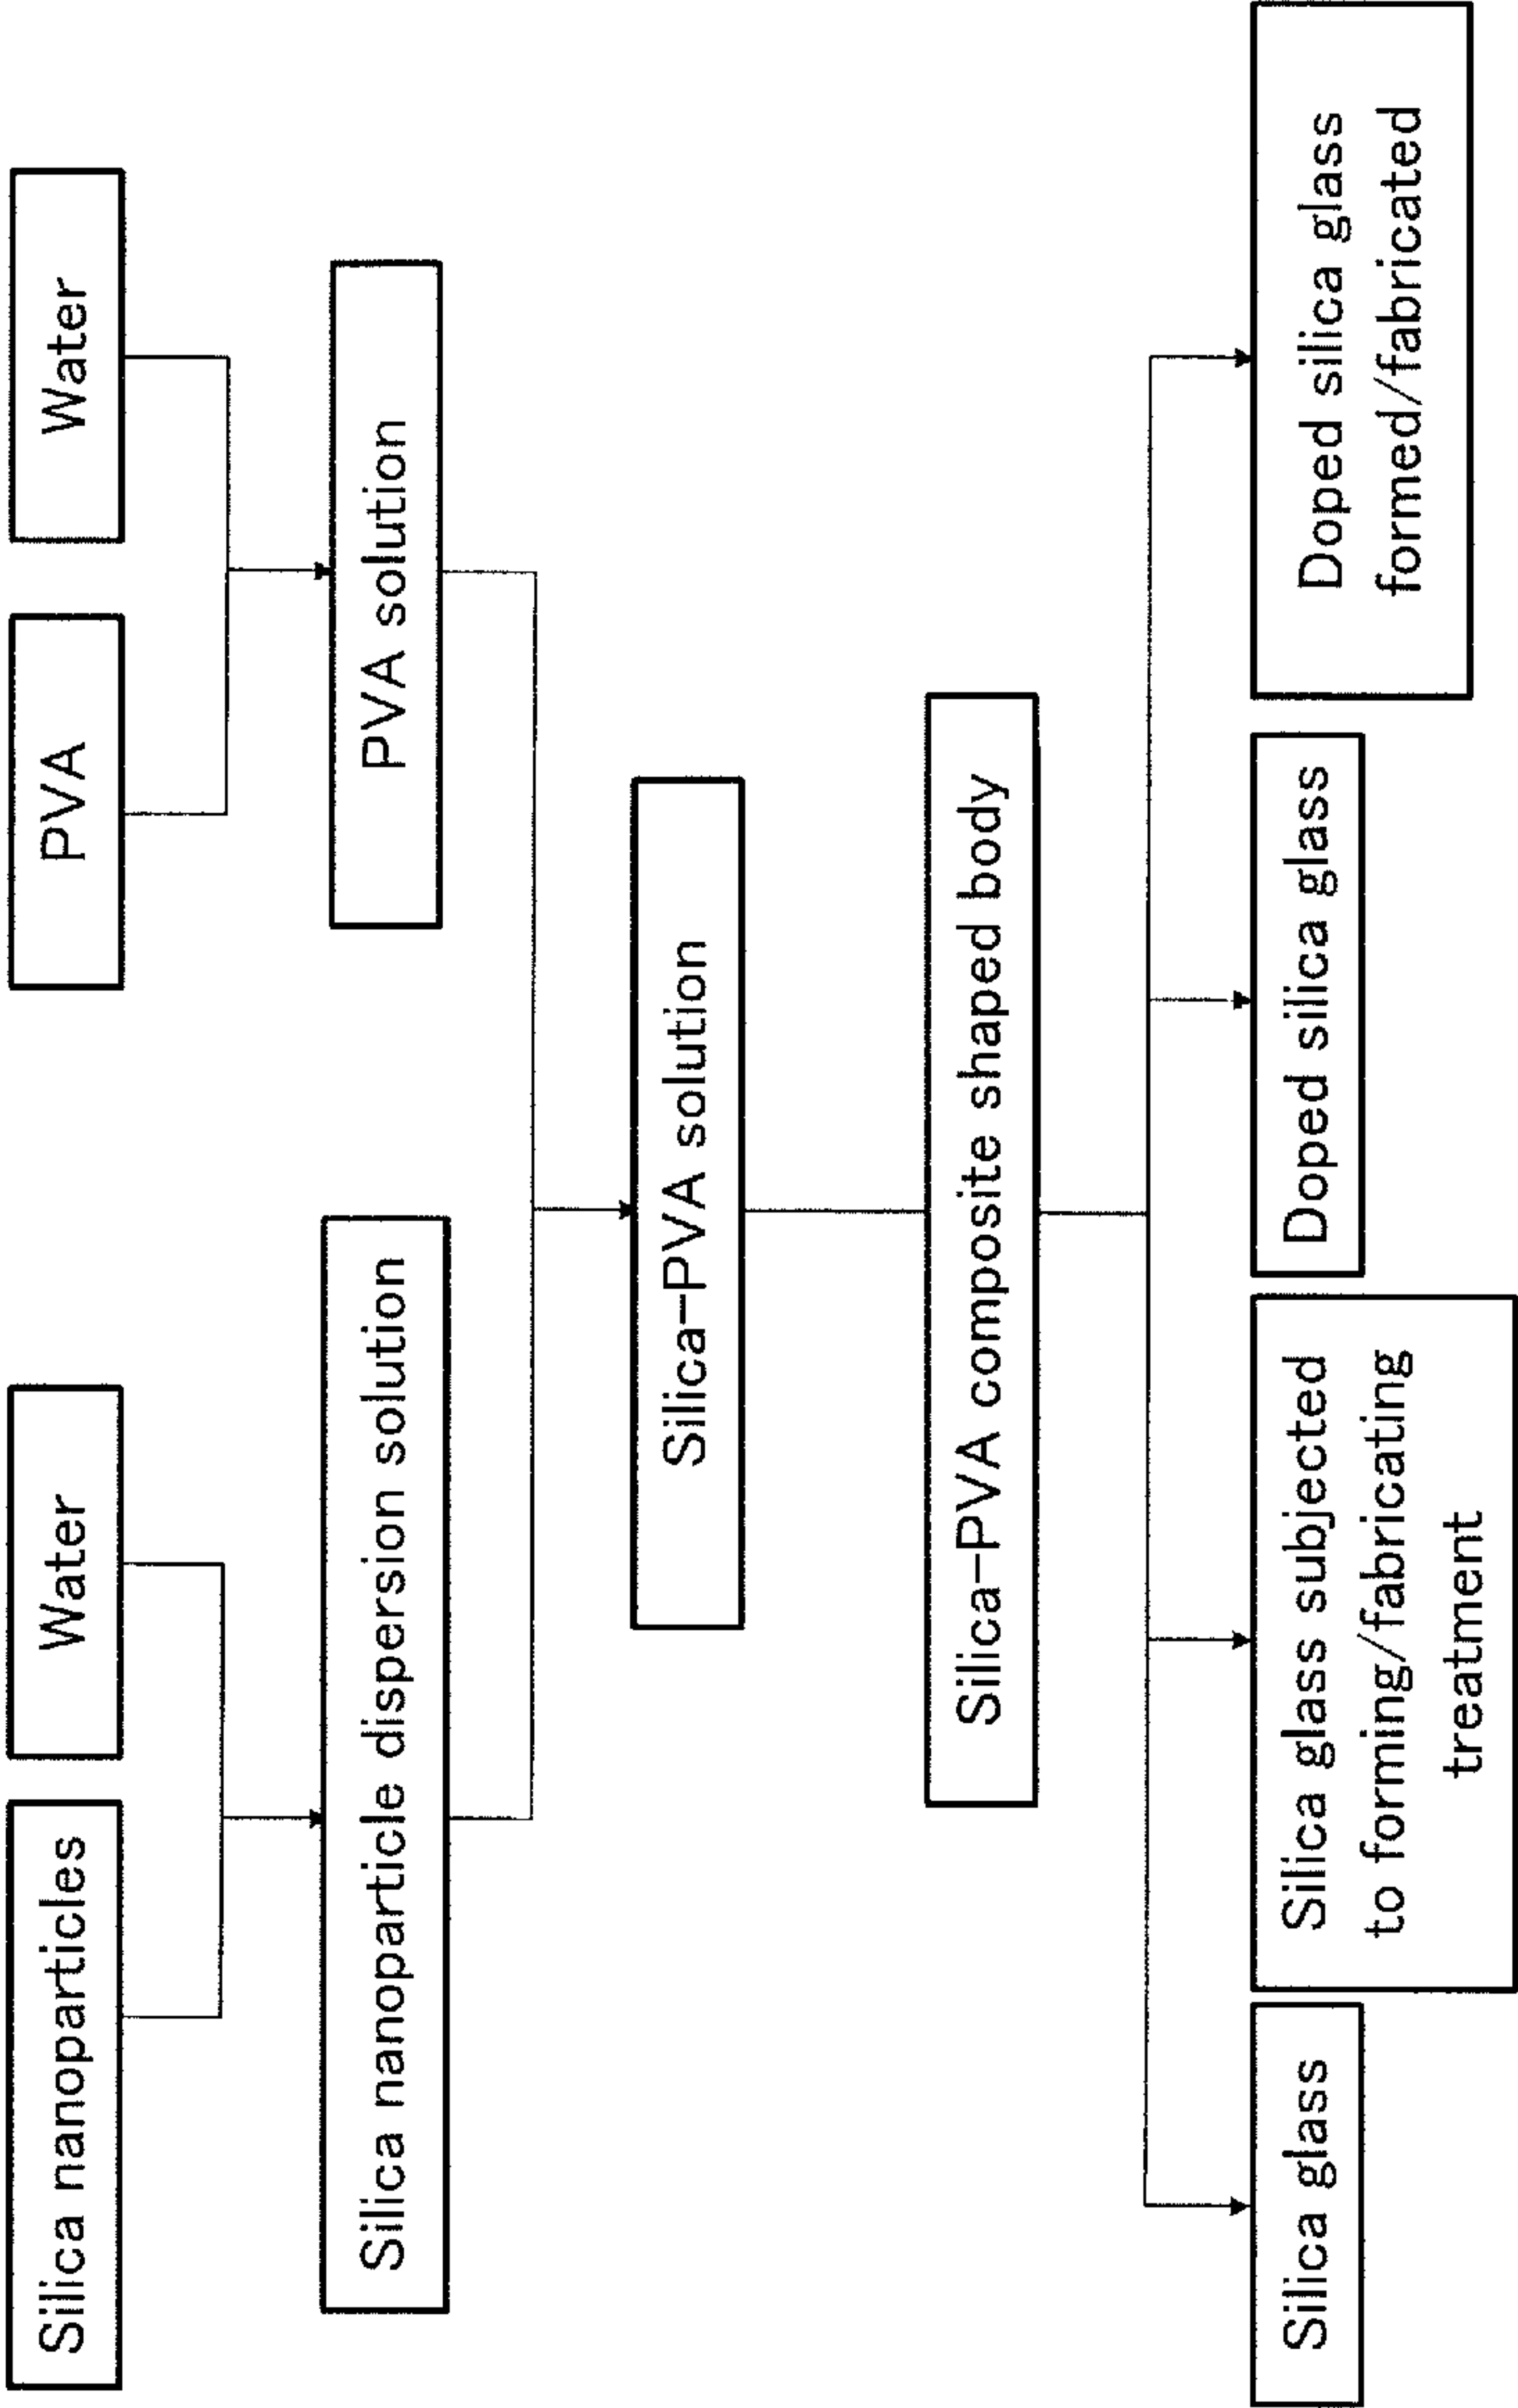 Silica nanoparticles
Water
PVA
Water
Silica nanoparticle dispersion solution
PVA solution
Silica-PVA solution
Silica-PVA composite shaped body
Silica glass
Silica glass subjected
to forming/fabricating
treatment
Doped silica glass
Doped silica glass
formed/fabricated